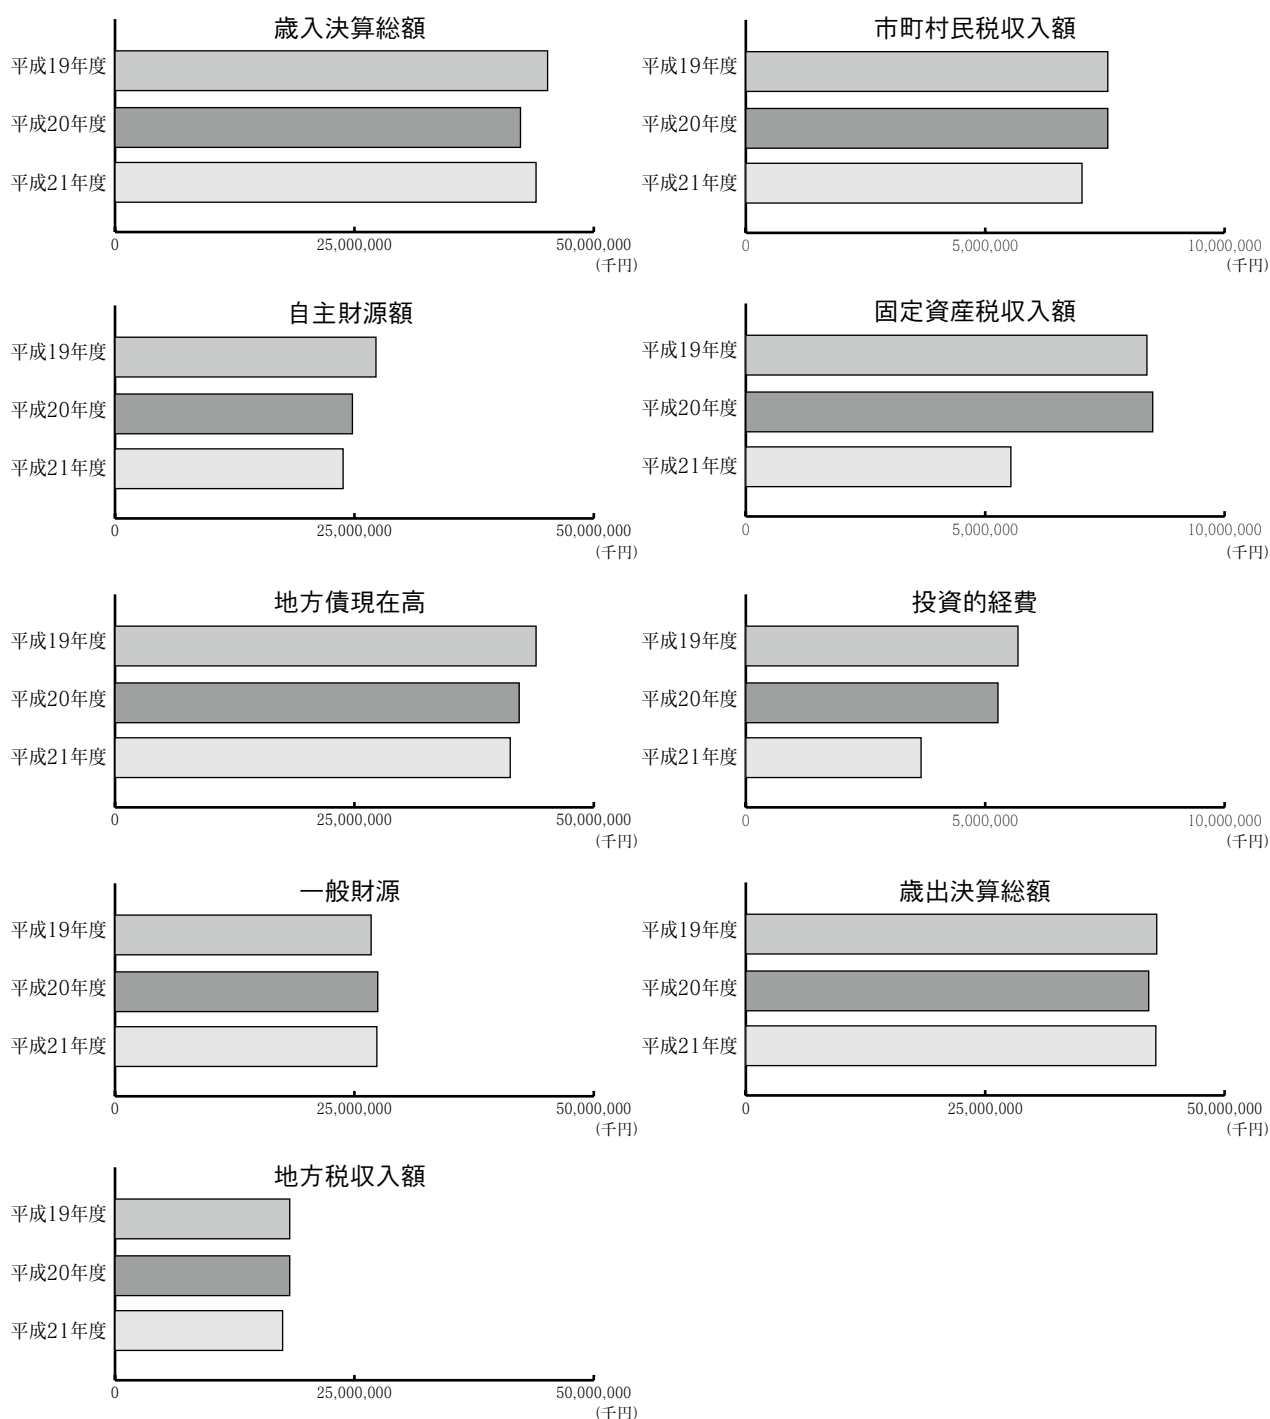 歳入決算総額
平成19年度
平成20年度
平成21年度
0 25,000,000 50,000,000
(千円)
市町村民税収入額
平成19年度
平成20年度
平成21年度
0 5,000,000 10,000,000
(千円)
自主財源額
平成19年度
平成20年度
平成21年度
0 25,000,000 50,000,000
(千円)
固定資産税収入額
平成19年度
平成20年度
平成21年度
0 5,000,000 10,000,000
(千円)
地方債現在高
平成19年度
平成20年度
平成21年度
0 25,000,000 50,000,000
(千円)
投資的経費
平成19年度
平成20年度
平成21年度
0 5,000,000 10,000,000
(千円)
一般財源
平成19年度
平成20年度
平成21年度
0 25,000,000 50,000,000
(千円)
歳出決算総額
平成19年度
平成20年度
平成21年度
0 25,000,000 50,000,000
(千円)
地方税収入額
平成19年度
平成20年度
平成21年度
0 25,000,000 50,000,000
(千円)